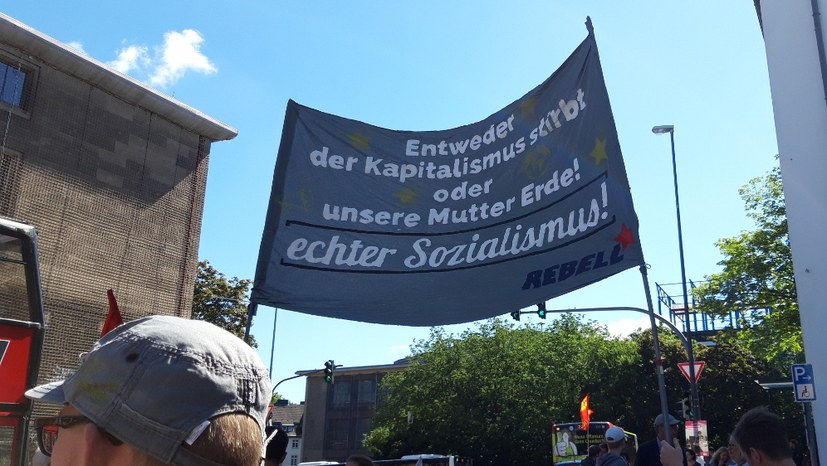 Entweder
der Kapitalismus stirbt
oder
unsere Mutter Erde!
echter Sozialismus!
REBELL
P